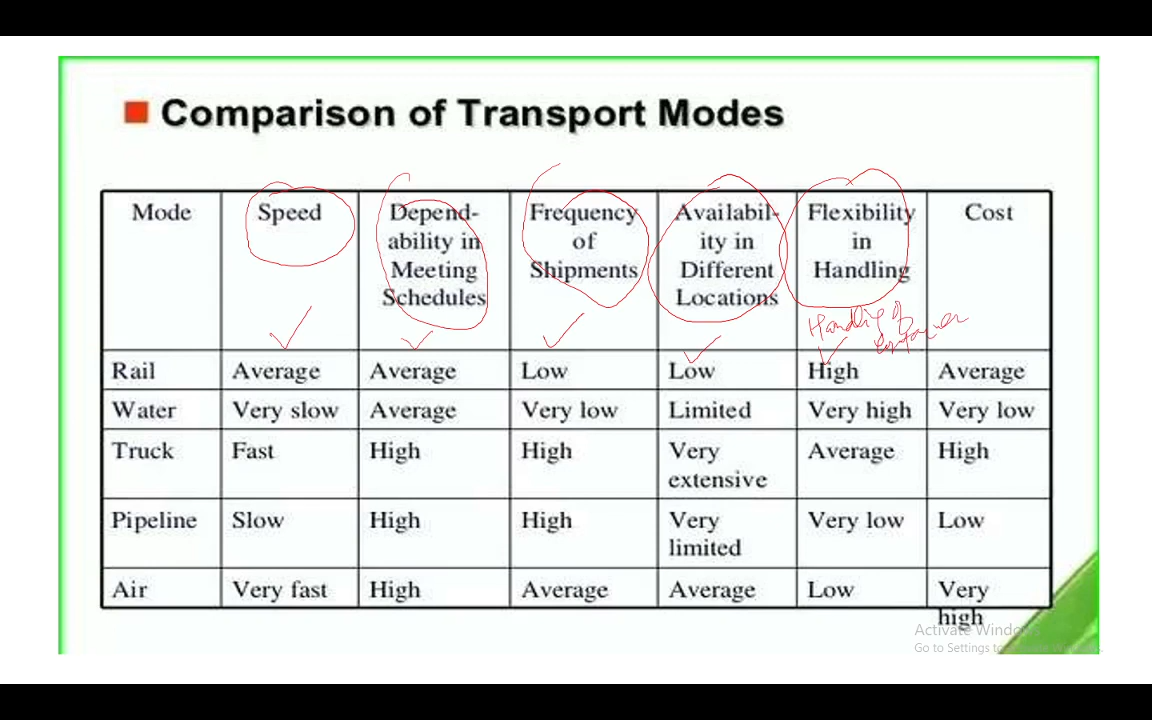 Comparison of Transport Modes
Mode Speed Depend- Frequency Availabil- Flexibility Cost
ability in of ity in in
Meeting Shipments Different Handling
Schedules Locations
Handling of
Rail Average Average Low Low High Average
Water Very slow Average Very low Limited Very high Very low
Truck Fast High High Very Average High
extensive
Pipeline Slow High High Very Very low Low
limited
Air Very fast High Average Average Low Very
high
Activate Windows
Go to Settings to